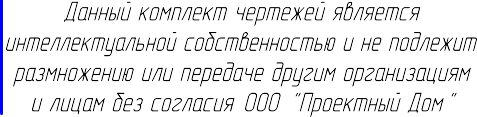 Данный комплект чертежей является
интеллектуальной собственностью и не подлежит
размножению или передаче другим организациям
и лицам без согласия ООО "Проектный Дом"